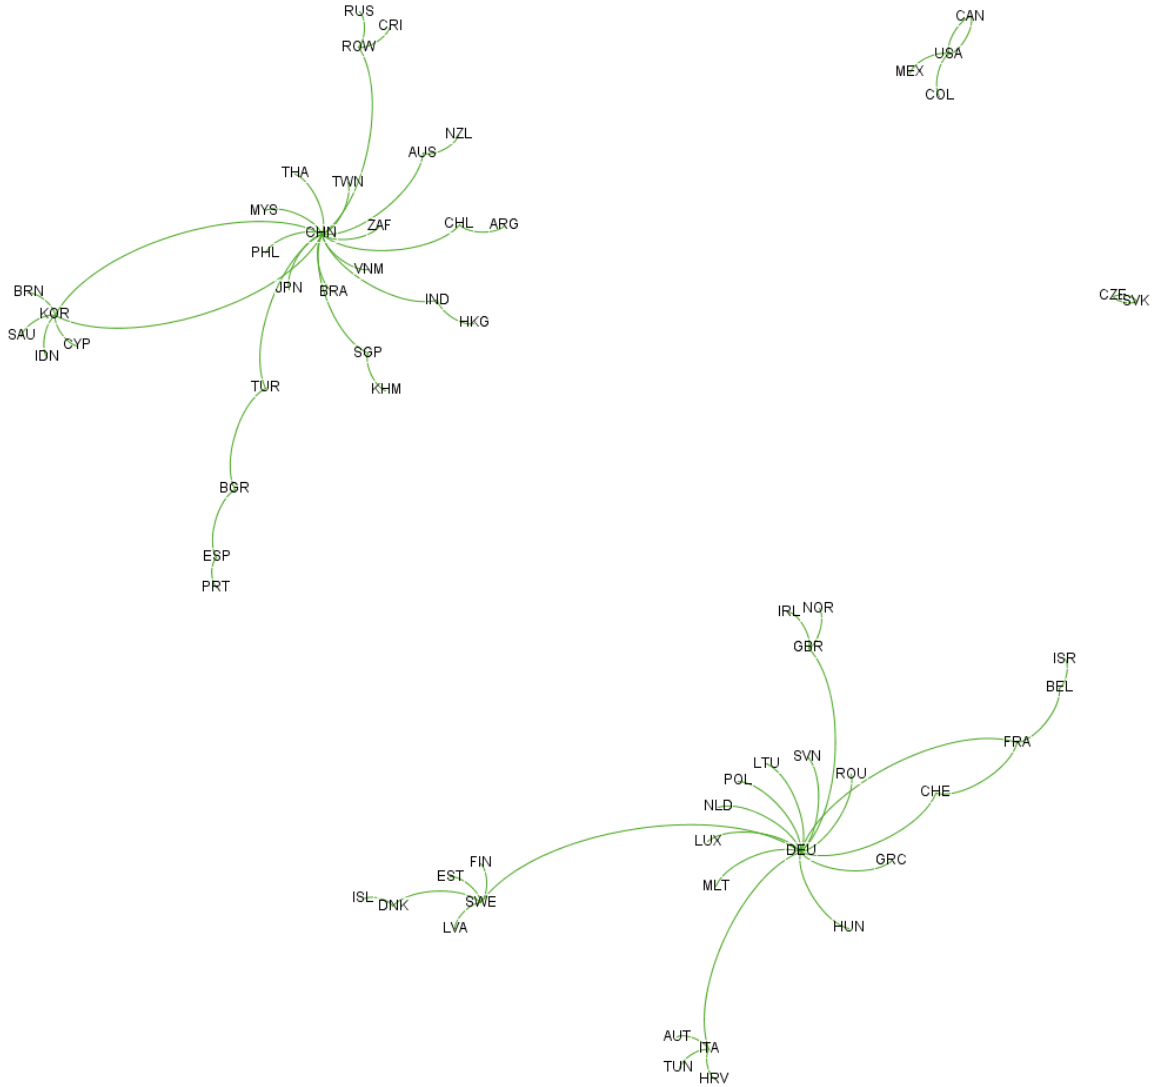 RUS
CAN
CRI
ROW
USA
MEX
COL
NZL
AUS
THA
TWN
MYS
ZAF
CHL
ARG
CHN
PHL
VNM
JPN
BRA
BRN
IND
CZE
SVK
KOR
HKG
SAU
CYP
IDN
SGP
TUR
KHM
BGR
ESP
PRT
IRL
NOR
GBR
ISR
BEL
FRA
SVN
LTU
ROU
POL
CHE
NLD
LUX
DEU
GRC
FIN
EST
MLT
ISL
DNK
SWE
LVA
HUN
AUT
ITA
TUN
HRV